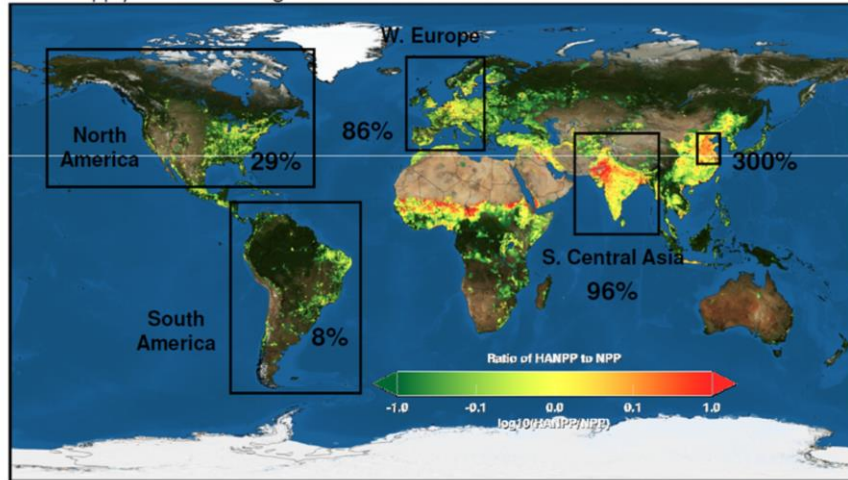 W. Europe
86%
North
America
29%
300%
S. Central Asia
96%
South
America
8%
Ratio of HANPP to NPP
-1.0 -0.1 0.0 0.1 1.0
log10(HANPP/NPP)